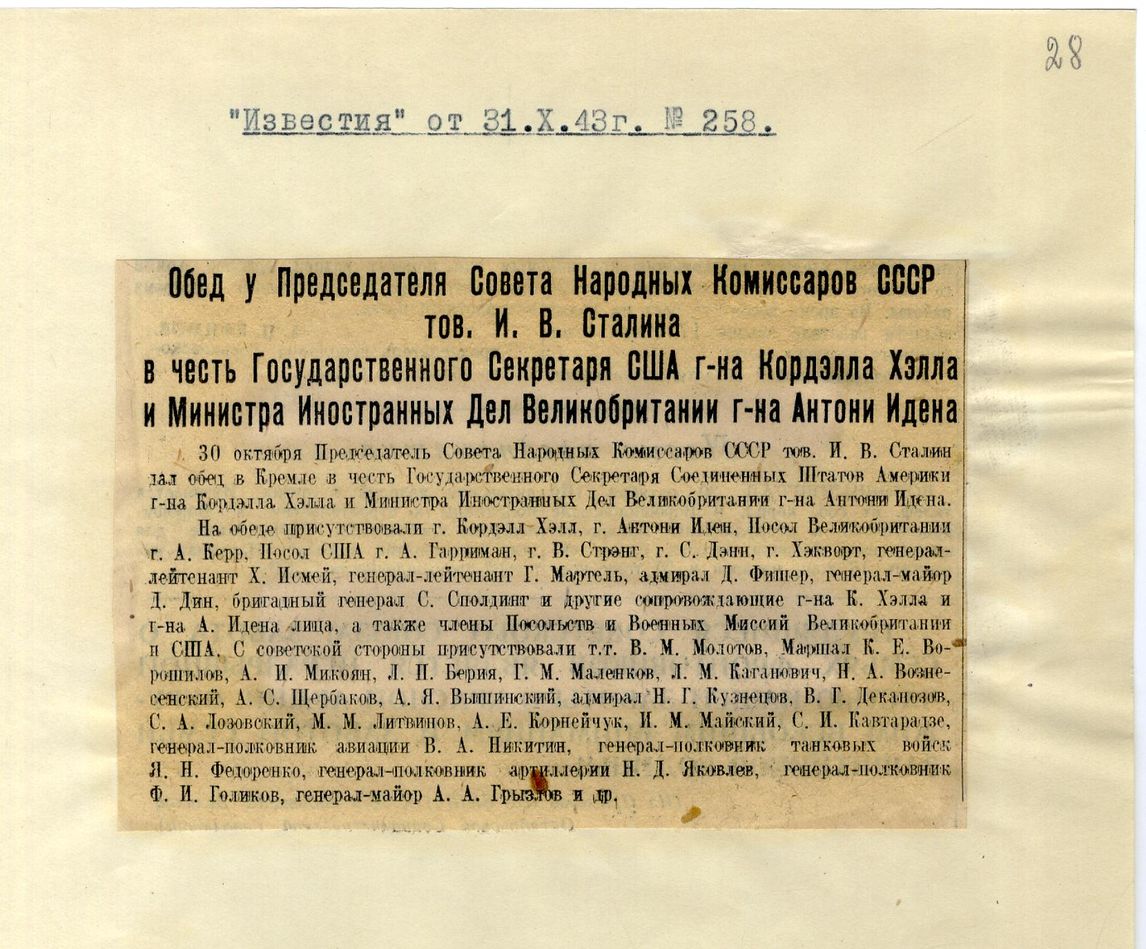 28
"Известия" от 31.X.43г. № 258.
Обед у Председателя Совета Народных Комиссаров СССР
тов. И. В. Сталина
в честь Государственного Секретаря США г-на Кордэлла Хэлла
и Министра Иностранных Дел Великобритании г-на Антони Идена
30 октября Председатель Совета Народных Комиссаров СССР тов. И. В. Сталин
дал обед в Кремле в честь Государственного Секретаря Соединенных Штатов Америки
г-на Кордэлла Хэлла и Министра Иностранных Дел Великобритании г-на Антони Идена.
На обеде присутствовали г. Кордэлл Хэлл, г. Антони Иден, Посол Великобритании
г. А. Керр, Посол США г. А. Гарриман, г. В. Стрэнг, г. С. Дэнн, г. Хэкворт, генерал-
лейтенант Х. Исмей, генерал-лейтенант Г. Мартель, адмирал Д. Фишер, генерал-майор
Д. Дин, бригадный генерал С. Сполдинг и другие сопровождающие г-на К. Хэлла и
г-на А. Идена лица, а также члены Посольств и Военных Миссий Великобритании
и США. С советской стороны присутствовали т.т. В. М. Молотов, Маршал К. Е. Во-
рошилов, А. И. Микоян, Л. П. Берия, Г. М. Маленков, Л. М. Каганович, Н. А. Возне-
сенский, А. С. Щербаков, А. Я. Вышинский, адмирал Н. Г. Кузнецов, В. Г. Деканозов,
С. А. Лозовский, М. М. Литвинов, А. Е. Корнейчук, И. М. Майский, С. И. Кавтарадзе,
генерал-полковник авиации В. А. Никитин, генерал-полковник танковых войск
Я. Н. Федоренко, генерал-полковник артиллерии Н. Д. Яковлев, генерал-полковник
Ф. И. Голиков, генерал-майор А. А. Грызлов и др.